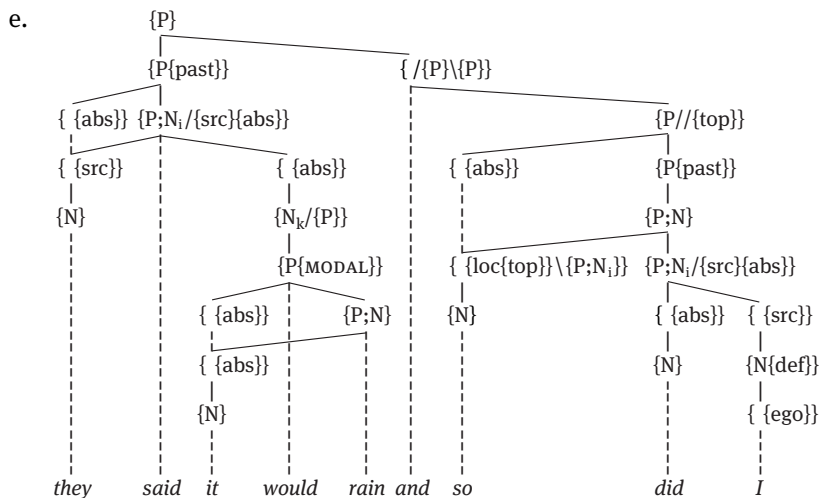 e.
{P}
{P{past}} { /{P}\{P}}
{ {abs}} {P;Nᵢ/{src}{abs}} {P//{top}}
{ {src}} { {abs}} { {abs}} {P{past}}
{N} {Nₖ/{P}} {P;N}
{P{MODAL}} { {loc{top}}\{P;Nᵢ}} {P;Nᵢ/{src}{abs}}
{ {abs}} {P;N} {N} { {abs}} { {src}}
{ {abs}} {N} {N{def}}
{N} { {ego}}
they said it would rain and so did I